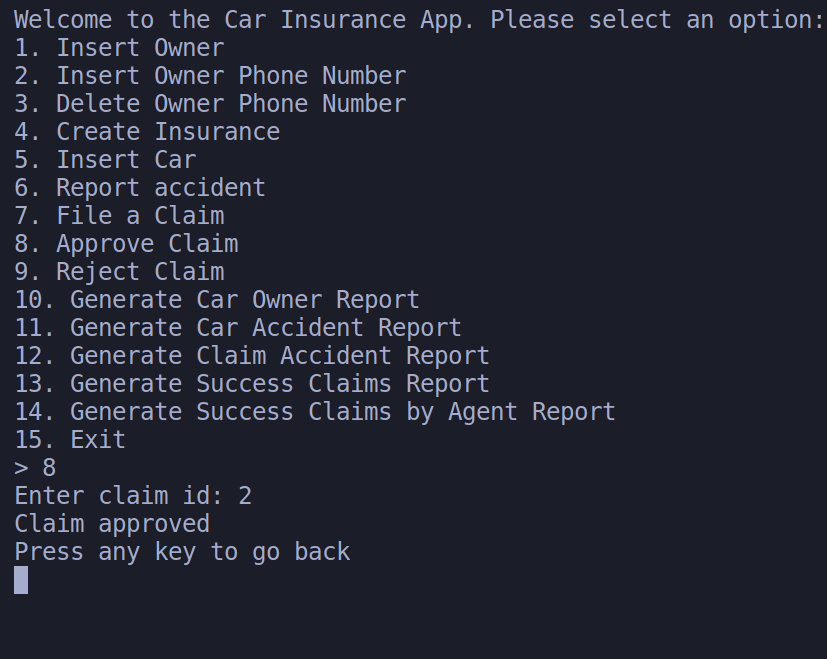 Welcome to the Car Insurance App. Please select an option:
1. Insert Owner
2. Insert Owner Phone Number
3. Delete Owner Phone Number
4. Create Insurance
5. Insert Car
6. Report accident
7. File a Claim
8. Approve Claim
9. Reject Claim
10. Generate Car Owner Report
11. Generate Car Accident Report
12. Generate Claim Accident Report
13. Generate Success Claims Report
14. Generate Success Claims by Agent Report
15. Exit
> 8
Enter claim id: 2
Claim approved
Press any key to go back